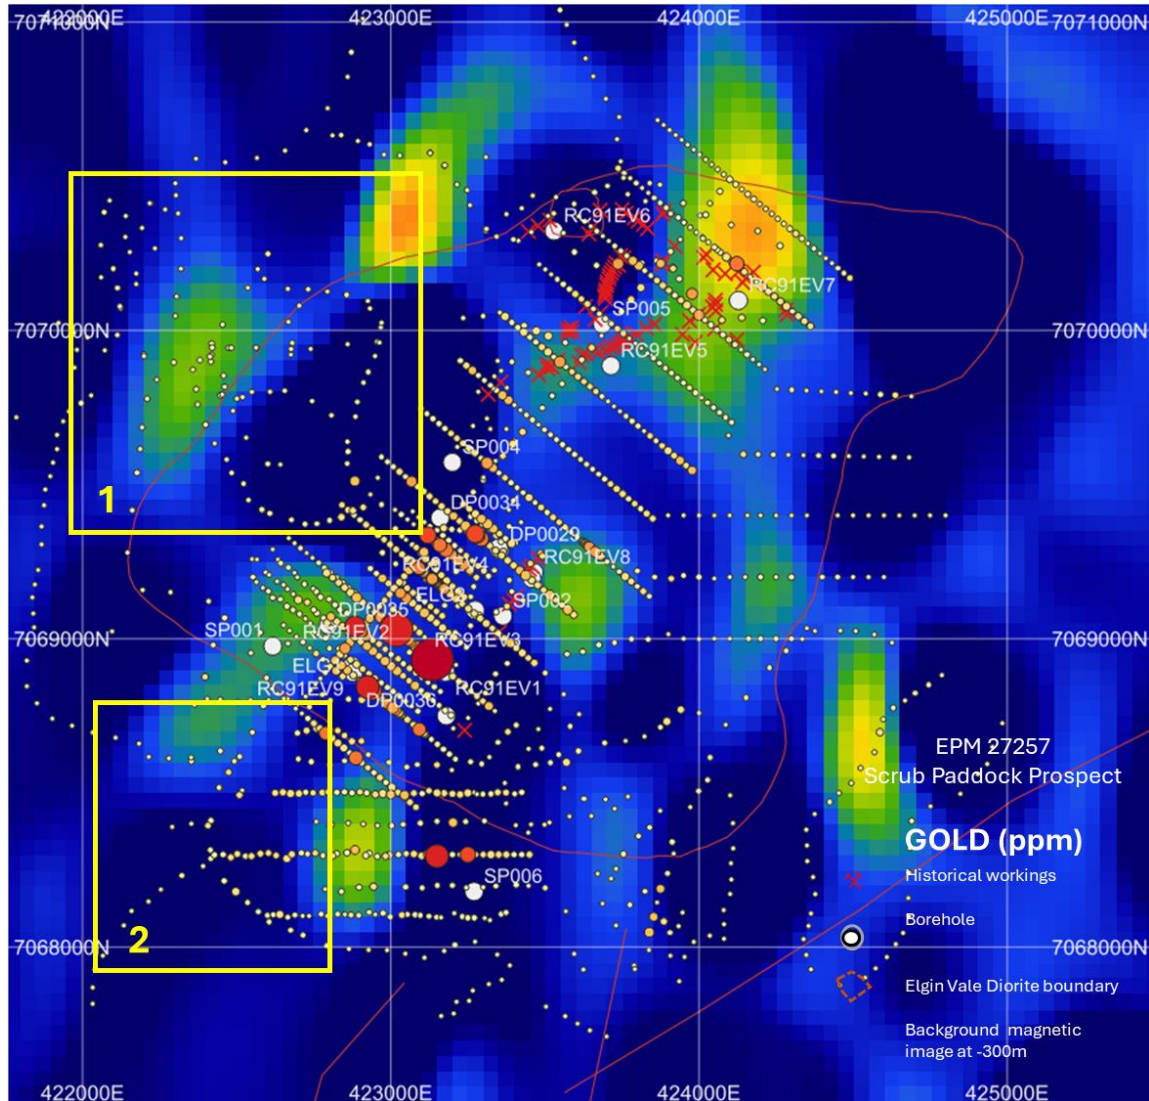 7071000N
422000E
423000E
424000E
425000E
7071000N
RC91EV6
RC91EV7
SP005
7070000N
7070000N
RC91EV5
SP004
DP0034
DP0029
RC91EV8
1
RC91EV4
SP002
DP0035
SP001
RC91EV2
RC91EV3
7069000N
7069000N
RC91EV9
RC91EV1
DP0036
EPM 27257
Scrub Paddock Prospect
GOLD (ppm)
Historical workings
SP006
Borehole
2
7068000N
7068000N
Elgin Vale Diorite boundary
Background magnetic
image at -300m
422000E
423000E
424000E
425000E